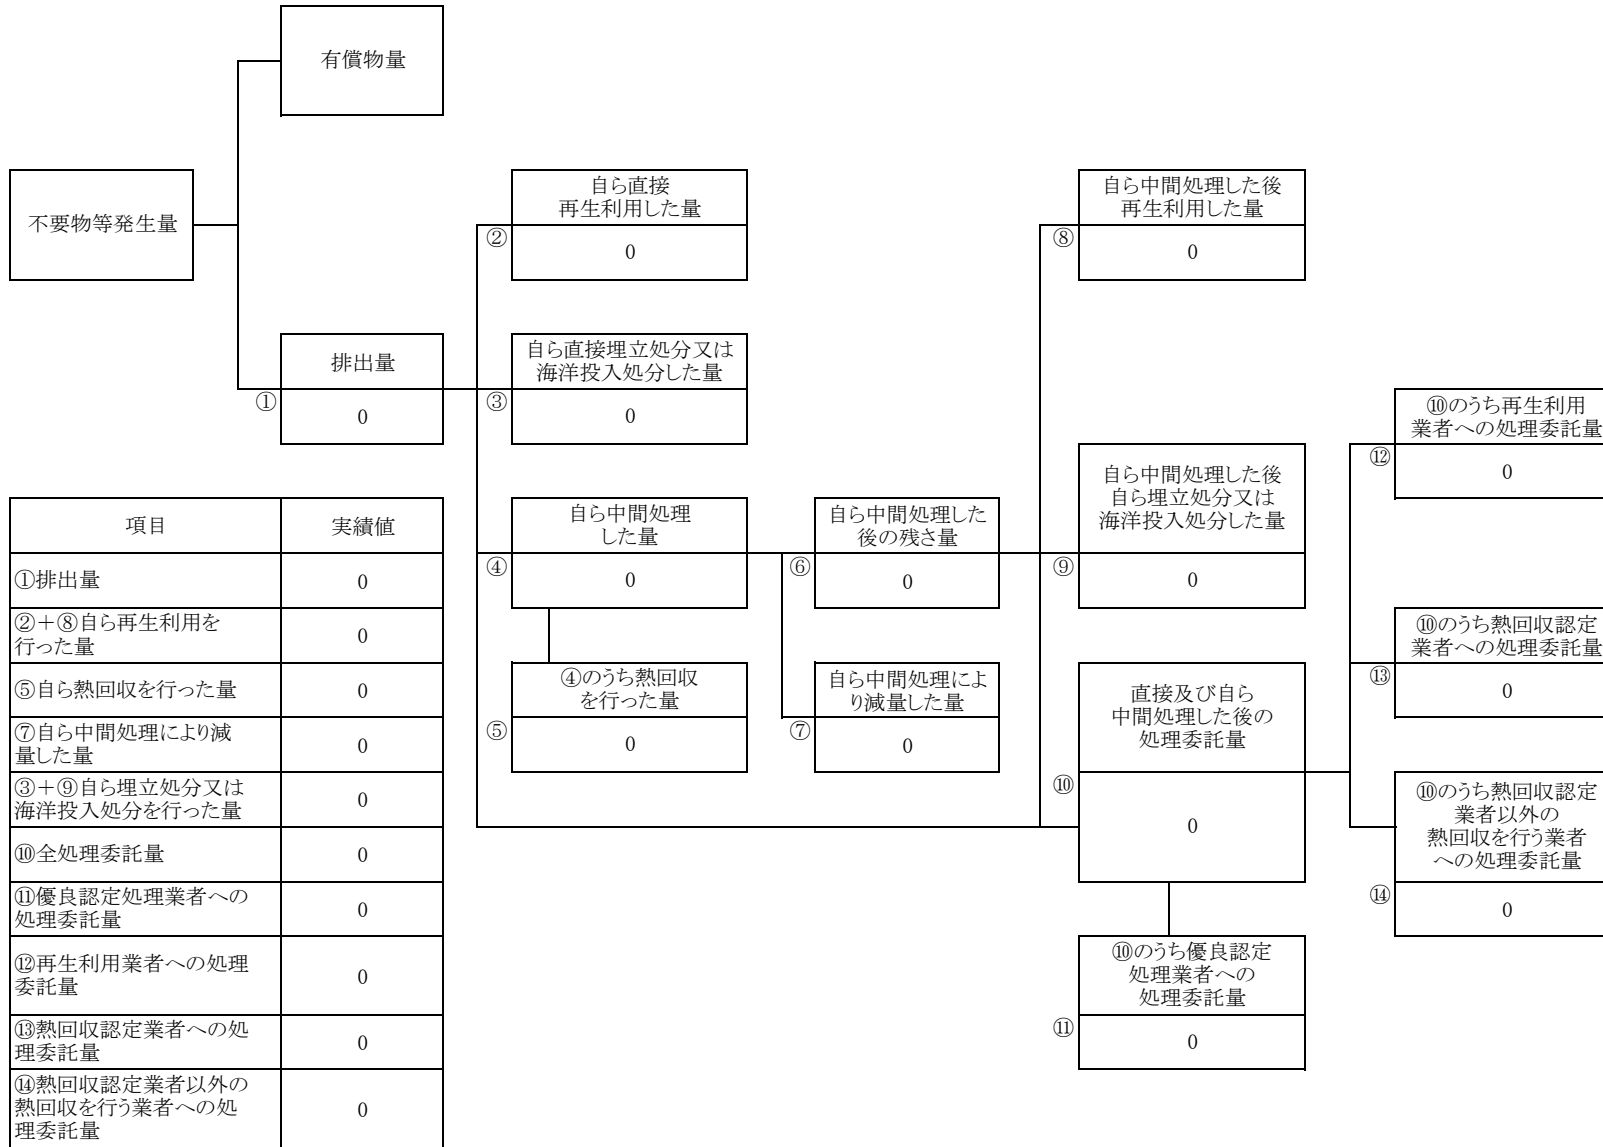 有償物量
不要物等発生量
排出量
①
0
自ら直接
再生利用した量
②
0
自ら直接埋立処分又は
海洋投入処分した量
③
0
自ら中間処理
した量
④
0
④のうち熱回収
を行った量
⑤
0
自ら中間処理した
後の残さ量
⑥
0
自ら中間処理によ
り減量した量
⑦
0
自ら中間処理した後
再生利用した量
⑧
0
自ら中間処理した後
自ら埋立処分又は
海洋投入処分した量
⑨
0
直接及び自ら
中間処理した後の
処理委託量
⑩
0
⑩のうち優良認定
処理業者への
処理委託量
⑪
0
⑩のうち再生利用
業者への処理委託量
⑫
0
⑩のうち熱回収認定
業者への処理委託量
⑬
0
⑩のうち熱回収認定
業者以外の
熱回収を行う業者
への処理委託量
⑭
0
項目 実績値
①排出量 0
②+⑧自ら再生利用を
行った量 0
⑤自ら熱回収を行った量 0
⑦自ら中間処理により減
量した量 0
③+⑨自ら埋立処分又は
海洋投入処分を行った量 0
⑩全処理委託量 0
⑪優良認定処理業者への
処理委託量 0
⑫再生利用業者への処理
委託量 0
⑬熱回収認定業者への処
理委託量 0
⑭熱回収認定業者以外の
熱回収を行う業者への処
理委託量 0